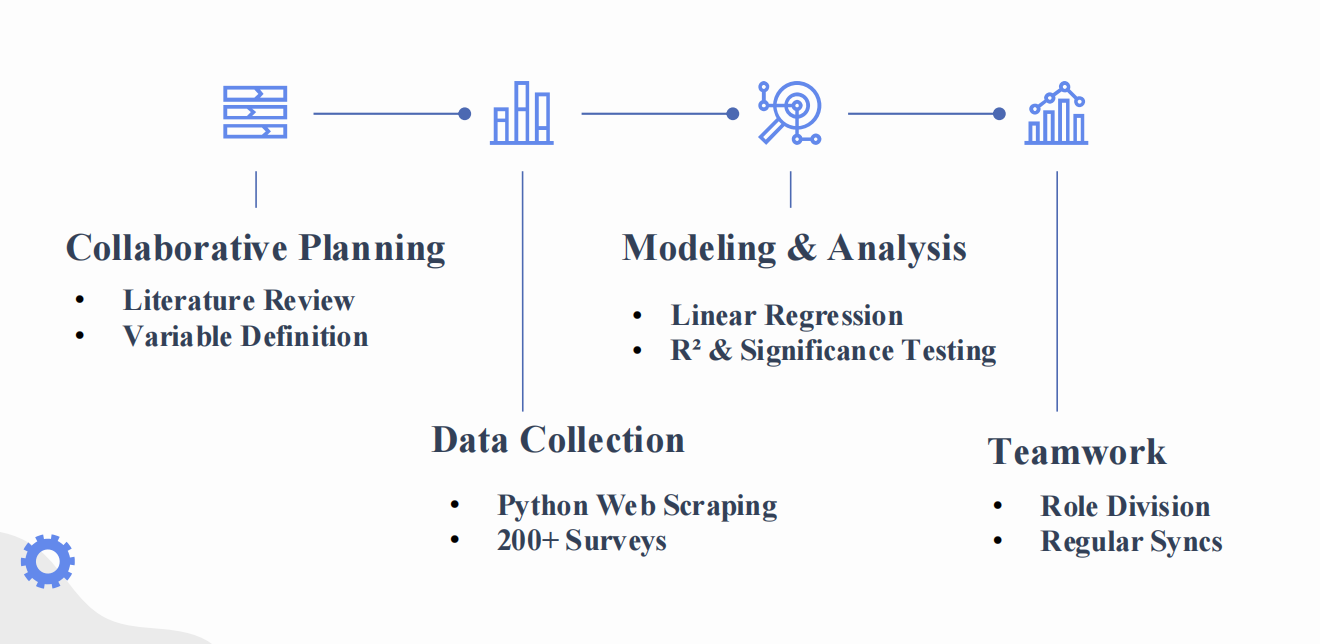 Collaborative Planning
• Literature Review
• Variable Definition
Data Collection
• Python Web Scraping
• 200+ Surveys
Modeling & Analysis
• Linear Regression
• R² & Significance Testing
Teamwork
• Role Division
• Regular Syncs